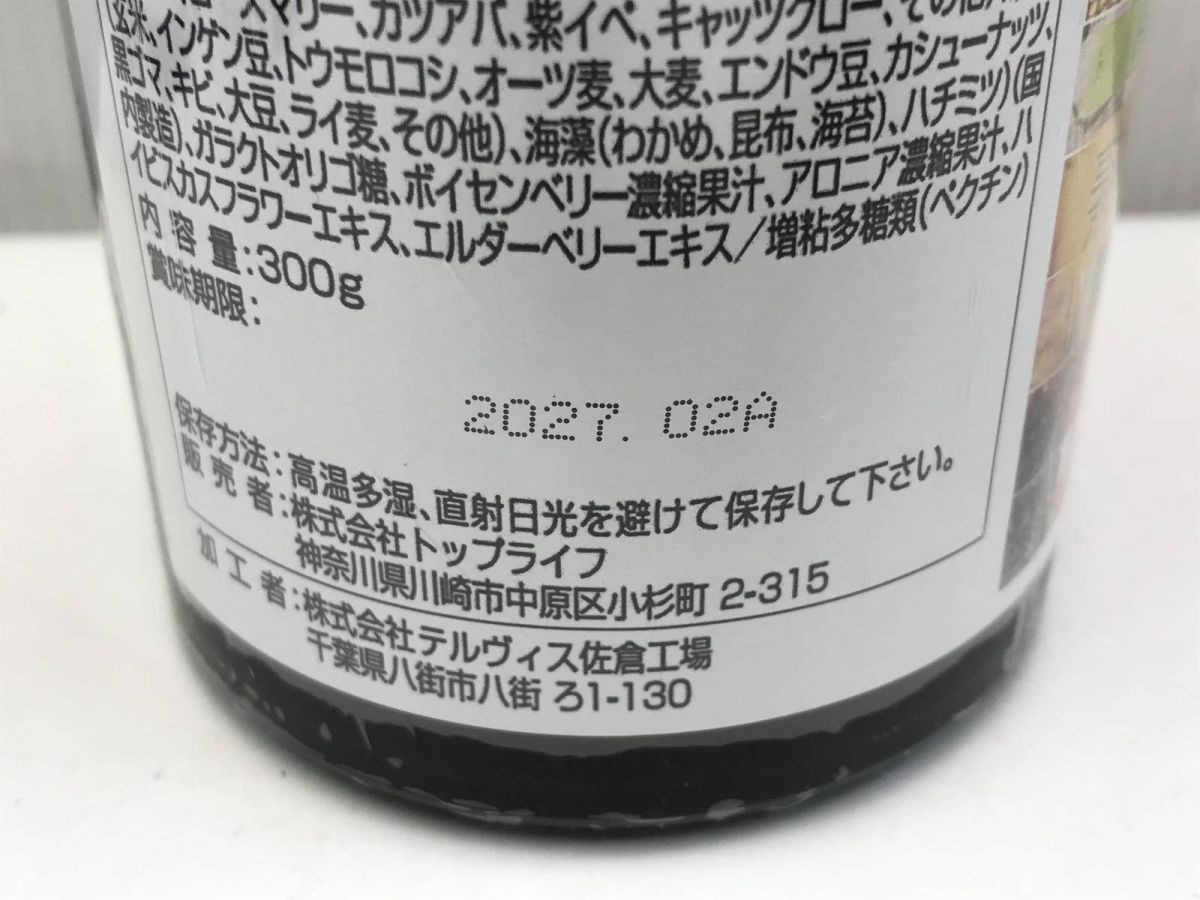 スマリー、カツアバ、紫イペ、キャッツクロー、その他
(玄米、インゲン豆、トウモロコシ、オーツ麦、大麦、エンドウ豆、カシューナッツ、
黒ゴマ、キビ、大豆、ライ麦、その他)、海藻(わかめ、昆布、海苔)、ハチミツ)(国
内製造)、ガラクトオリゴ糖、ボイセンベリー濃縮果汁、アロニア濃縮果汁、ハ
イビスカスフラワーエキス、エルダーベリーエキス/増粘多糖類(ペクチン)
内容量:300g
賞味期限:
2027.02A
保存方法:高温多湿、直射日光を避けて保存して下さい。
販売者:株式会社トップライフ
神奈川県川崎市中原区小杉町 2-315
加工者:株式会社テルヴィス佐倉工場
千葉県八街市八街 ろ1-130